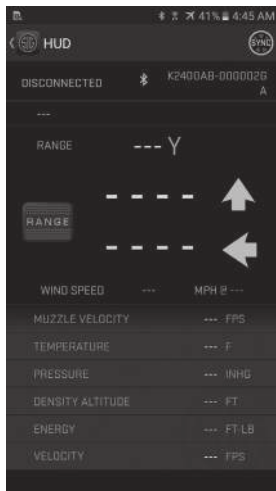 41% 4:45 AM
HUD
SYNC
DISCONNECTED K2400AB-000002G
A
---
RANGE --- Y
---- 
RANGE
----
WIND SPEED --- MPH @ ---
MUZZLE VELOCITY --- FPS
TEMPERATURE --- F
PRESSURE --- INHG
DENSITY ALTITUDE --- FT
ENERGY --- FT LB
VELOCITY --- FPS